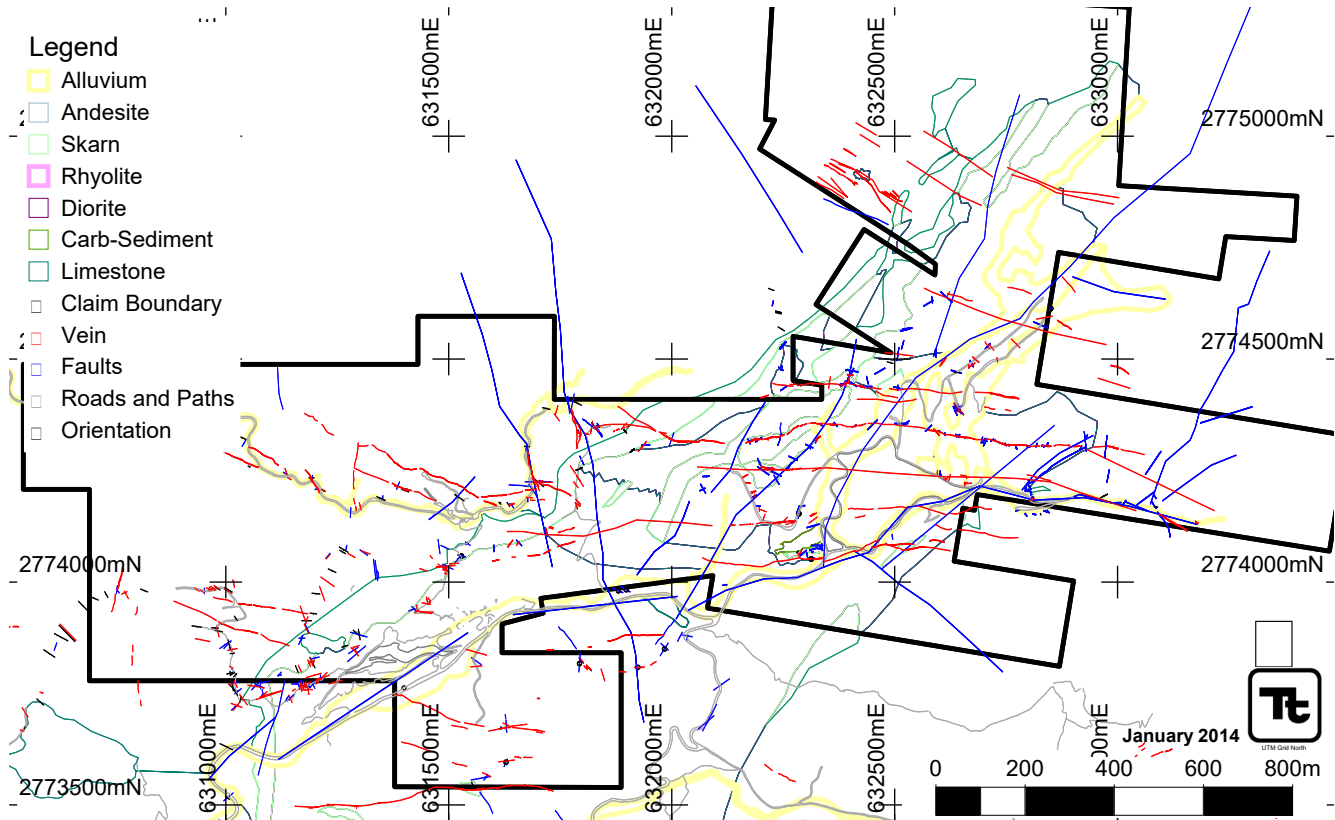 ...
Legend
Alluvium
Andesite
Skarn
Rhyolite
Diorite
Carb-Sediment
Limestone
Claim Boundary
Vein
Faults
Roads and Paths
Orientation
631500mE
632000mE
632500mE
633000mE
2775000mN
2774500mN
2774000mN
2774000mN
2773500mN
631000mE
631500mE
632000mE
632500mE
January 2014
Tt
UTM Grid North
0 200 400 600 800m